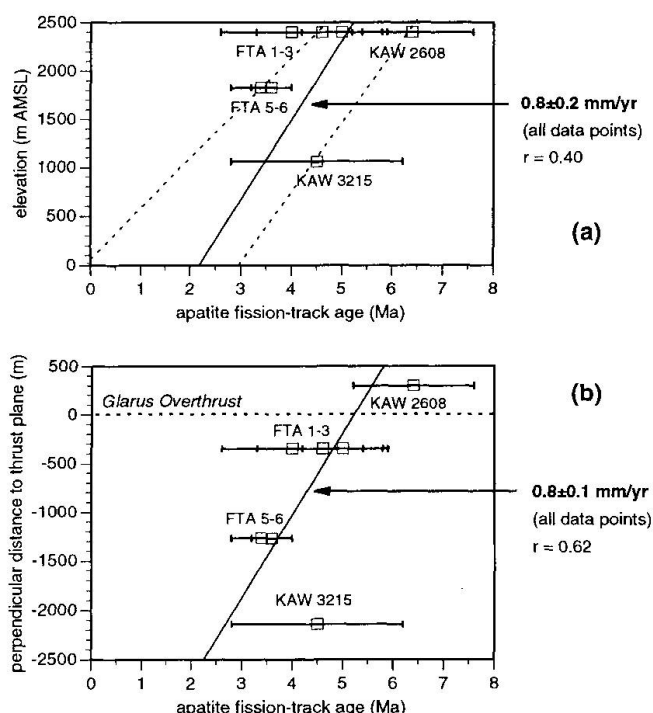 (a)
elevation (m AMSL)
2500
2000
1500
1000
500
0
FTA 1-3
KAW 2608
FTA 5-6
KAW 3215
0.8±0.2 mm/yr
(all data points)
r = 0.40
0 1 2 3 4 5 6 7 8
apatite fission-track age (Ma)
(b)
perpendicular distance to thrust plane (m)
500
0
-500
-1000
-1500
-2000
-2500
Glarus Overthrust
KAW 2608
FTA 1-3
FTA 5-6
KAW 3215
0.8±0.1 mm/yr
(all data points)
r = 0.62
0 1 2 3 4 5 6 7 8
apatite fission-track age (Ma)